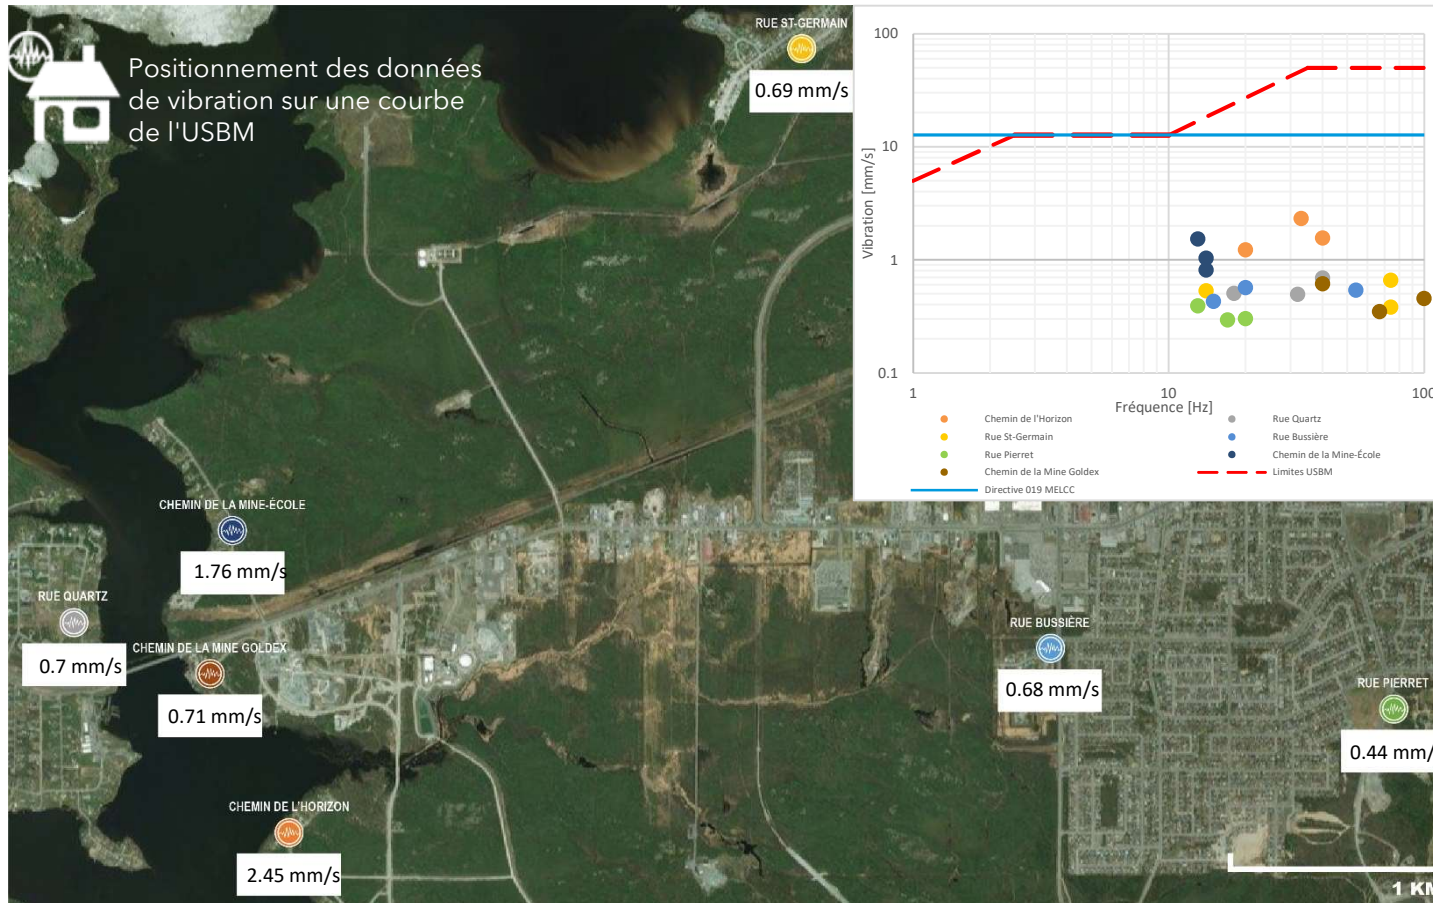 Positionnement des données
de vibration sur une courbe
de l'USBM
RUE ST-GERMAIN
0.69 mm/s
100
10
1
0.1
Vibration [mm/s]
1
10
100
Fréquence [Hz]
Chemin de l'Horizon
Rue Quartz
Rue St-Germain
Rue Bussière
Rue Pierret
Chemin de la Mine-École
Chemin de la Mine Goldex
Limites USBM
Directive 019 MELCC
CHEMIN DE LA MINE-ÉCOLE
1.76 mm/s
RUE QUARTZ
0.7 mm/s
CHEMIN DE LA MINE GOLDEX
0.71 mm/s
RUE BUSSIÈRE
0.68 mm/s
RUE PIERRET
0.44 mm/
CHEMIN DE L'HORIZON
2.45 mm/s
1 KM